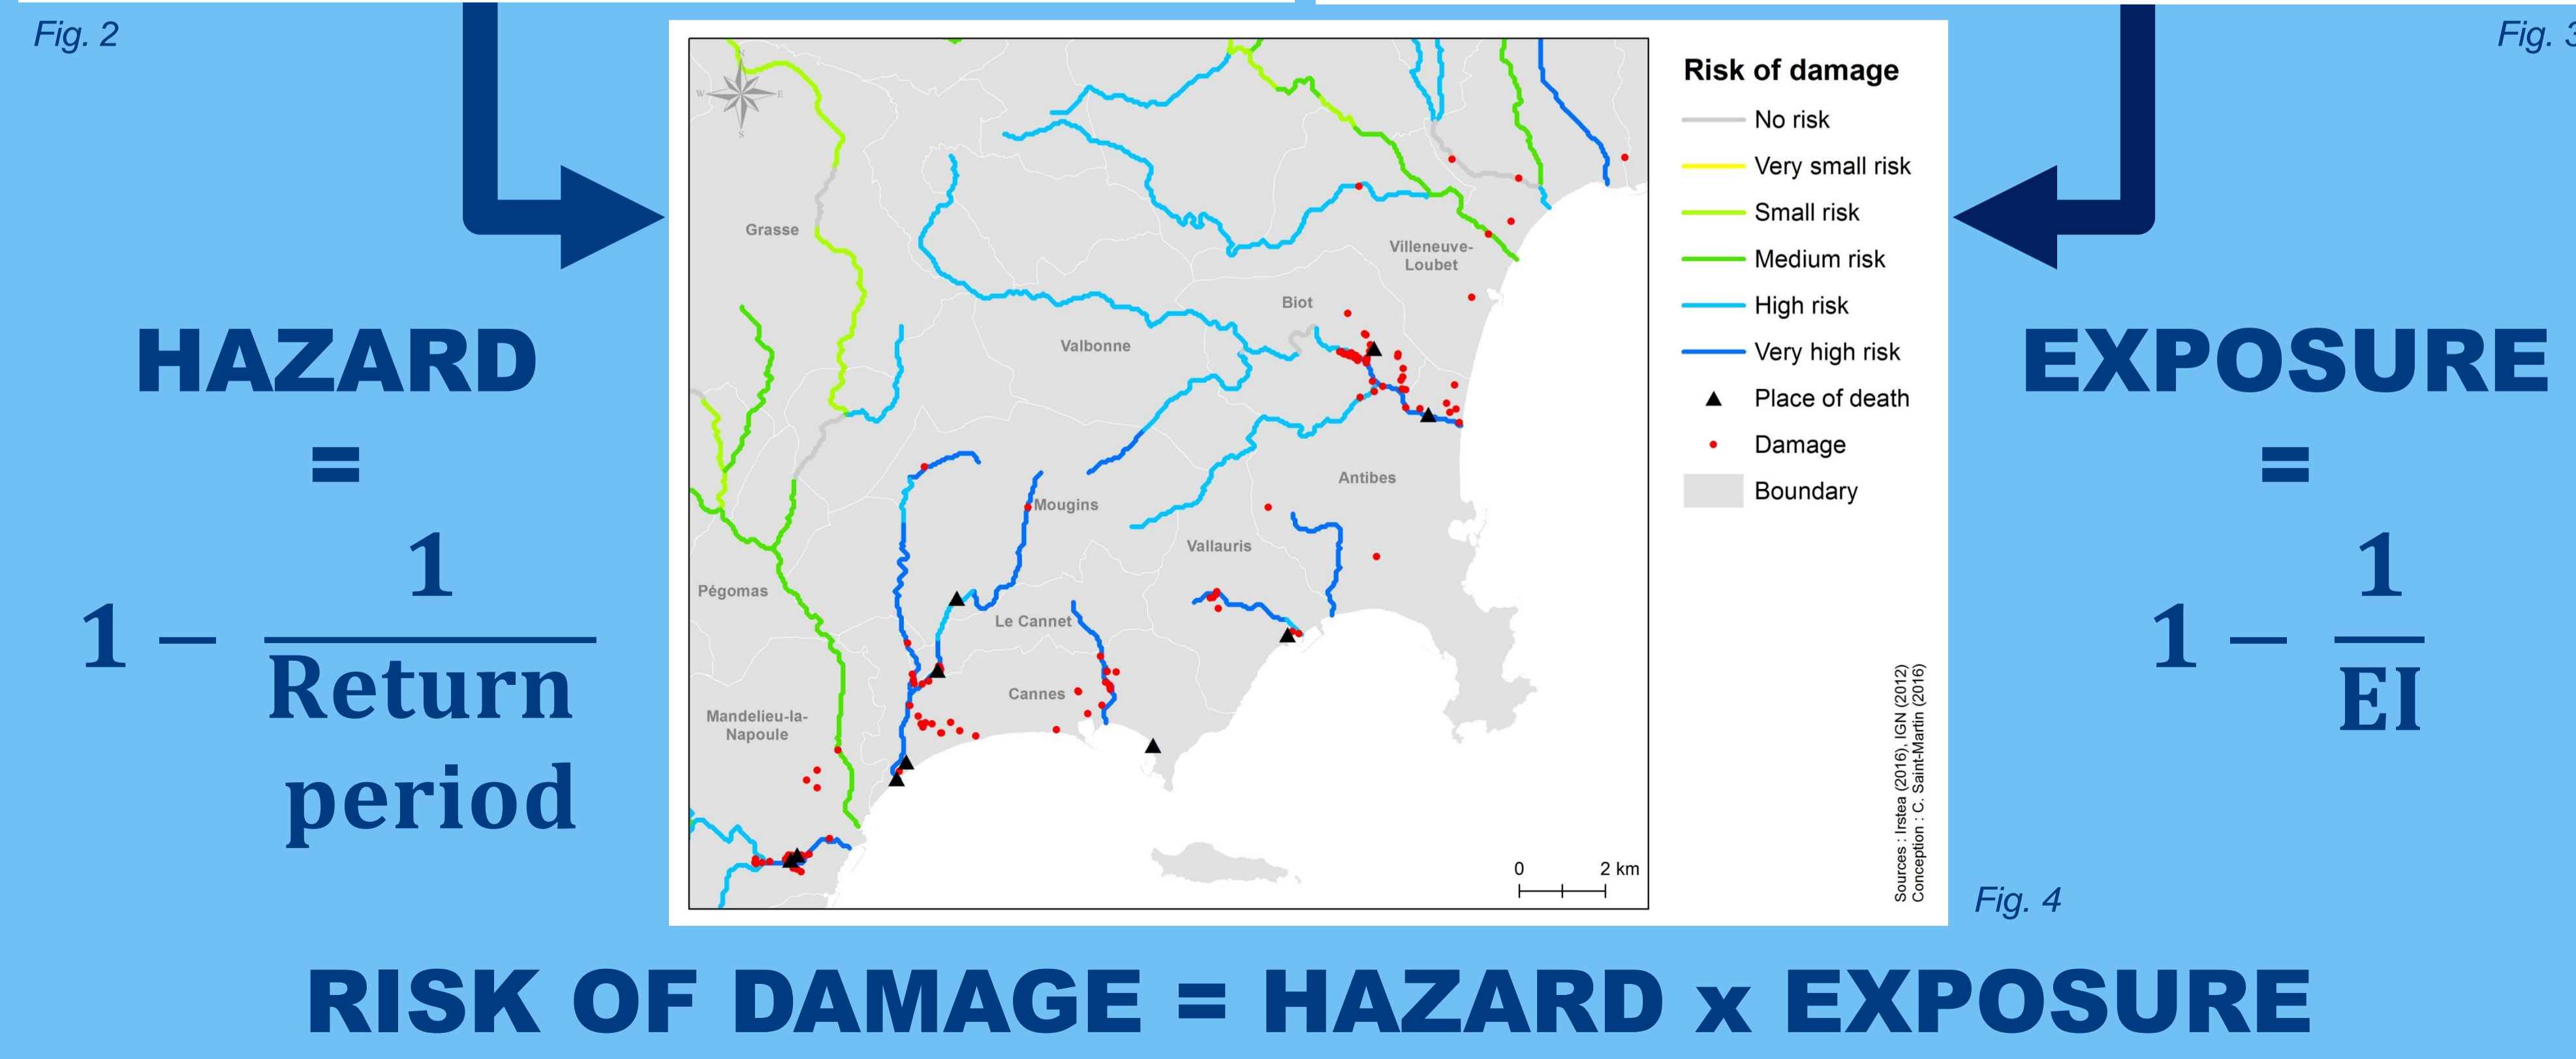 Fig. 2
Fig. 3
HAZARD
=
1 − 1
Return
period
N
W E
S
Grasse
Villeneuve-
Loubet
Biot
Valbonne
Antibes
Mougins
Vallauris
Pégomas
Le Cannet
Cannes
Mandelieu-la-
Napoule
0 2 km
Risk of damage
No risk
Very small risk
Small risk
Medium risk
High risk
Very high risk
Place of death
Damage
Boundary
Sources : Irstea (2016), IGN (2012)
Conception : C. Saint-Martin (2016)
Fig. 4
EXPOSURE
=
1 − 1
EI
RISK OF DAMAGE = HAZARD x EXPOSURE